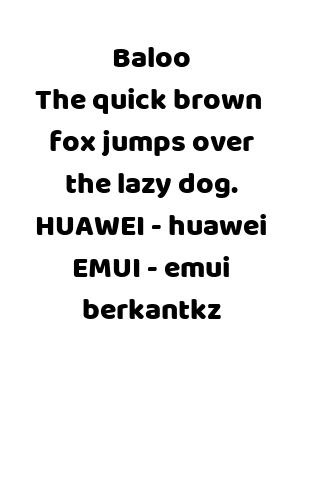 Baloo
The quick brown
fox jumps over
the lazy dog.
HUAWEI - huawei
EMUI - emui
berkantkz